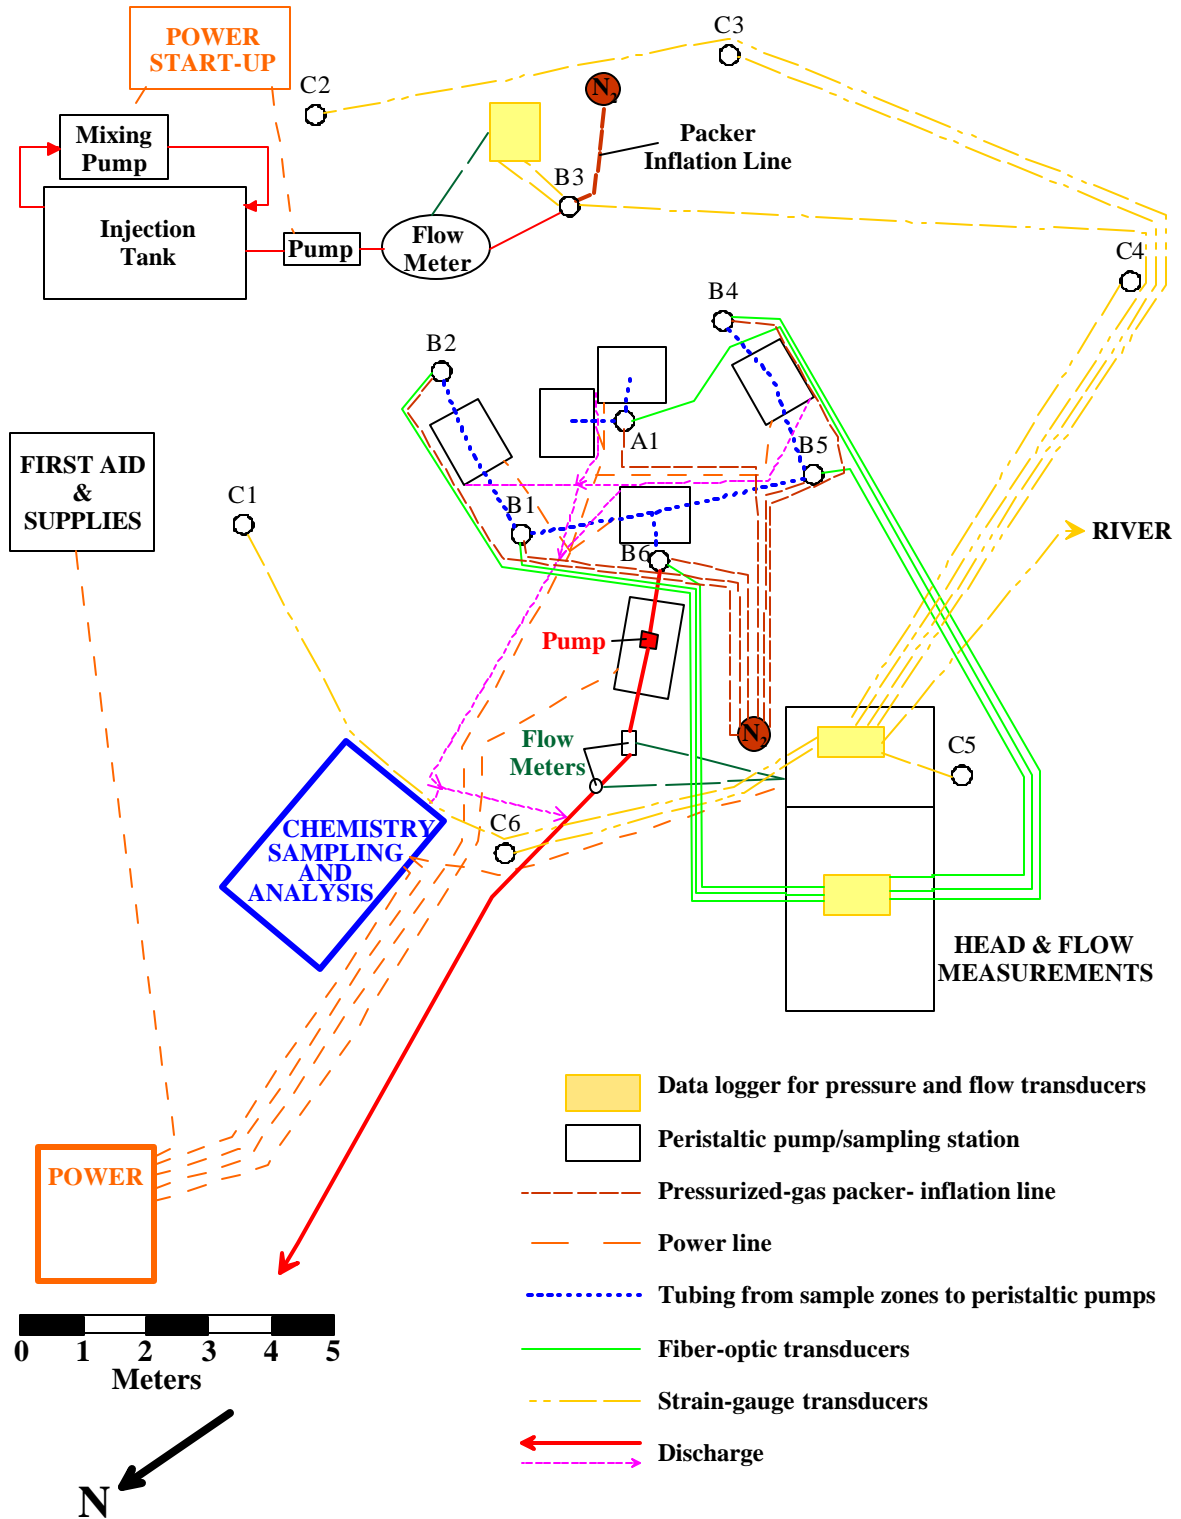 POWER
START-UP
C2
C3
N2
Mixing
Pump
Packer
Inflation Line
B3
Injection
Tank
Pump
Flow
Meter
C4
B4
B2
A1
B5
FIRST AID
&
SUPPLIES
C1
B1
B6
RIVER
Pump
N2
Flow
Meters
C5
C6
CHEMISTRY
SAMPLING
AND
ANALYSIS
HEAD & FLOW
MEASUREMENTS
Data logger for pressure and flow transducers
Peristaltic pump/sampling station
POWER
Pressurized-gas packer- inflation line
Power line
Tubing from sample zones to peristaltic pumps
0 1 2 3 4 5
Meters
Fiber-optic transducers
Strain-gauge transducers
Discharge
N